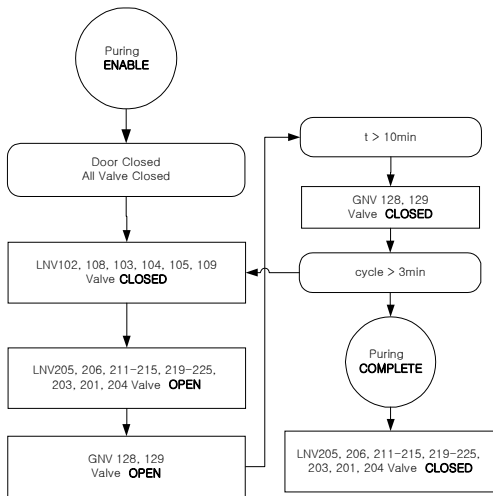 Puring
ENABLE
Door Closed
All Valve Closed
LNV102, 108, 103, 104, 105, 109
Valve CLOSED
LNV205, 206, 211-215, 219-225,
203, 201, 204 Valve OPEN
GNV 128, 129
Valve OPEN
t > 10min
GNV 128, 129
Valve CLOSED
cycle > 3min
Puring
COMPLETE
LNV205, 206, 211-215, 219-225,
203, 201, 204 Valve CLOSED